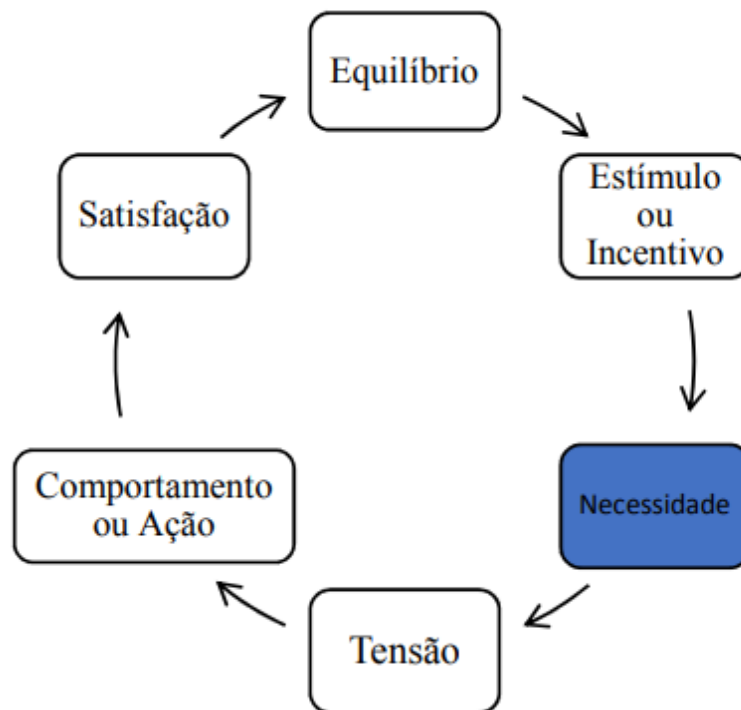 Equilíbrio
Estímulo
ou
Incentivo
Necessidade
Tensão
Comportamento
ou Ação
Satisfação